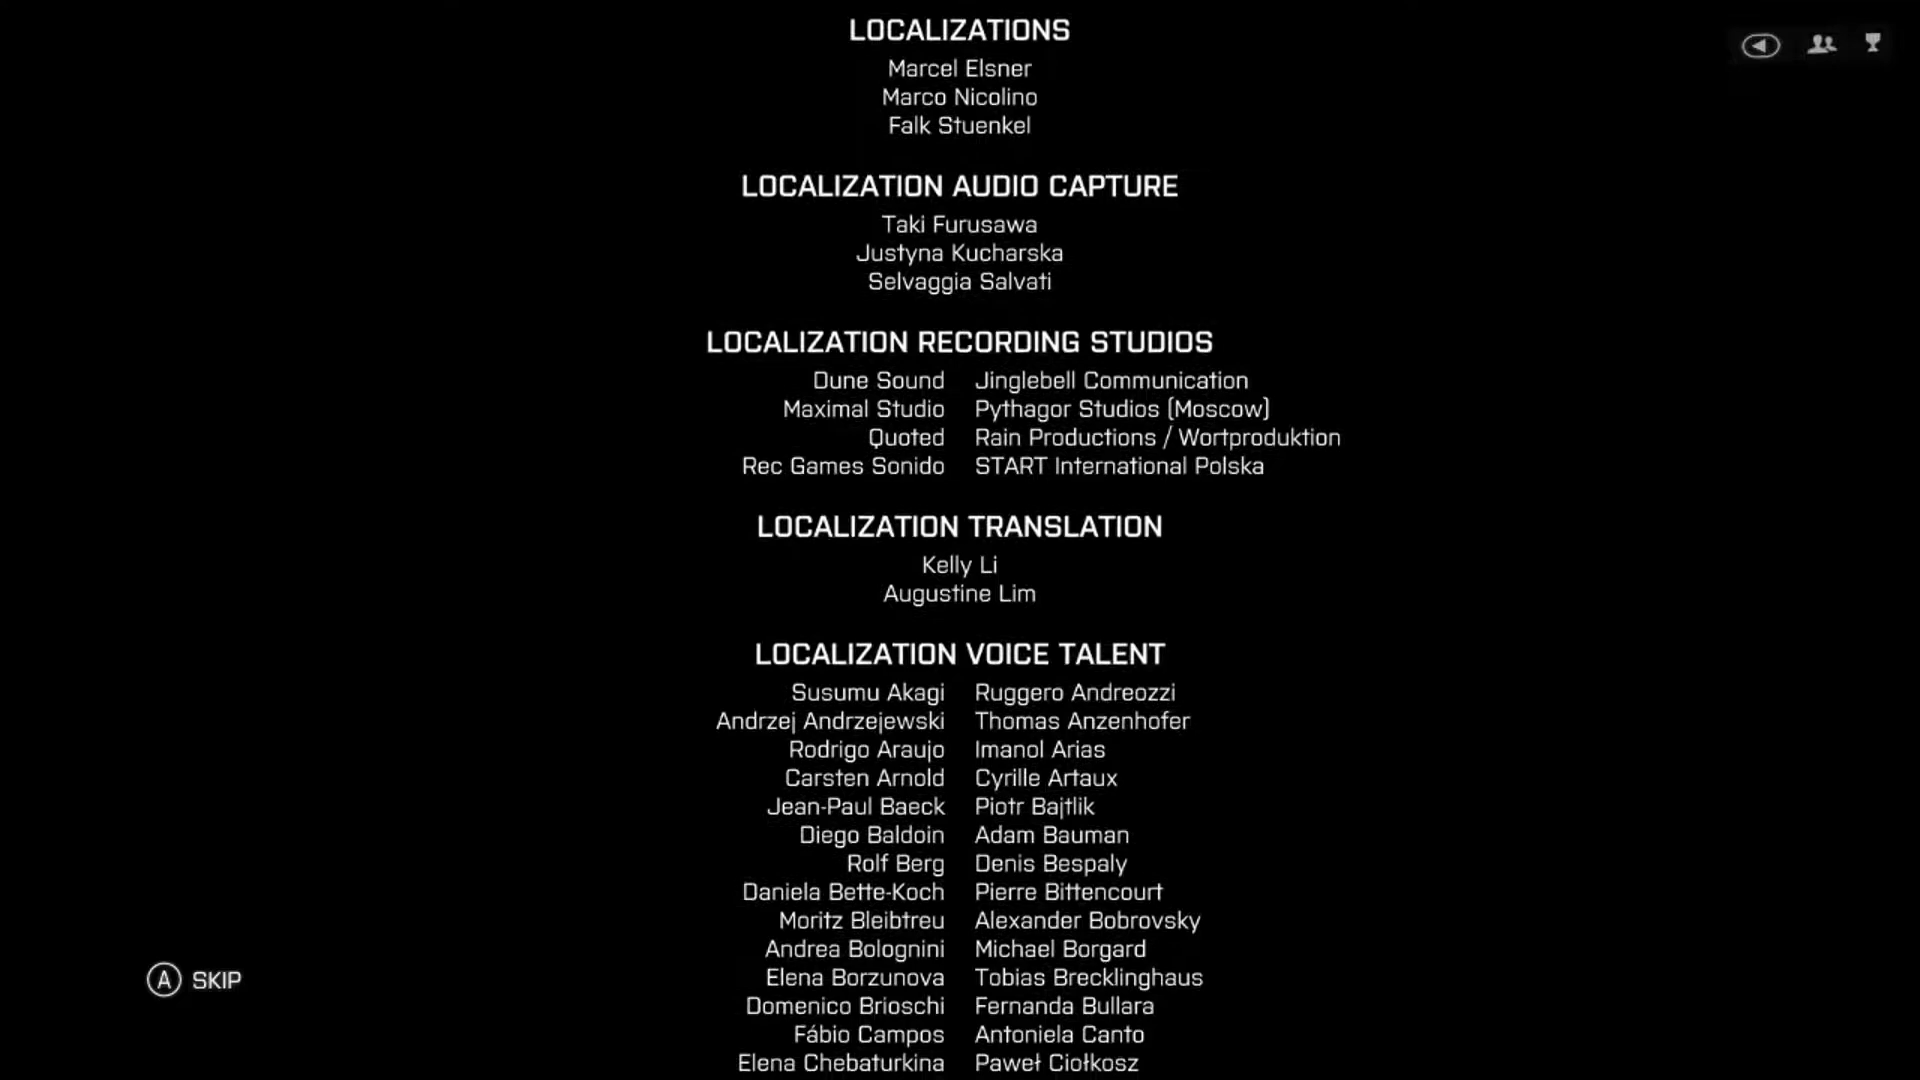 LOCALIZATIONS
Marcel Elsner
Marco Nicolino
Falk Stuenkel
LOCALIZATION AUDIO CAPTURE
Taki Furusawa
Justyna Kucharska
Selvaggia Salvati
LOCALIZATION RECORDING STUDIOS
Dune Sound Jinglebell Communication
Maximal Studio Pythagor Studios (Moscow)
Quoted Rain Productions / Wortproduktion
Rec Games Sonido START International Polska
LOCALIZATION TRANSLATION
Kelly Li
Augustine Lim
LOCALIZATION VOICE TALENT
Susumu Akagi Ruggero Andreozzi
Andrzej Andrzejewski Thomas Anzenhofer
Rodrigo Araujo Imanol Arias
Carsten Arnold Cyrille Artaux
Jean-Paul Baeck Piotr Bajtlik
Diego Baldoin Adam Bauman
Rolf Berg Denis Bespaly
Daniela Bette-Koch Pierre Bittencourt
Moritz Bleibtreu Alexander Bobrovsky
Andrea Bolognini Michael Borgard
Elena Borzunova Tobias Brecklinghaus
Domenico Brioschi Fernanda Bullara
Fábio Campos Antoniela Canto
Elena Chebaturkina Paweł Ciołkosz
A SKIP